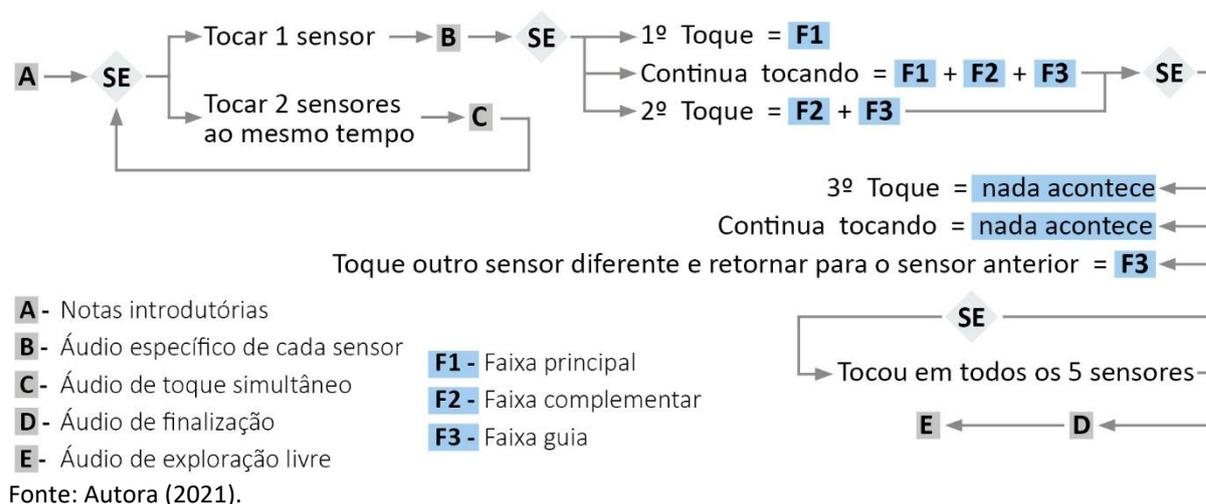 A SE Tocar 1 sensor B SE 1º Toque = F1
Continua tocando = F1 + F2 + F3 SE
Tocar 2 sensores
ao mesmo tempo C 2º Toque = F2 + F3
3º Toque = nada acontece
Continua tocando = nada acontece
Toque outro sensor diferente e retornar para o sensor anterior = F3
SE
Tocou em todos os 5 sensores
E D
A - Notas introdutórias
B - Áudio específico de cada sensor
C - Áudio de toque simultâneo
D - Áudio de finalização
E - Áudio de exploração livre
F1 - Faixa principal
F2 - Faixa complementar
F3 - Faixa guia
Fonte: Autora (2021).